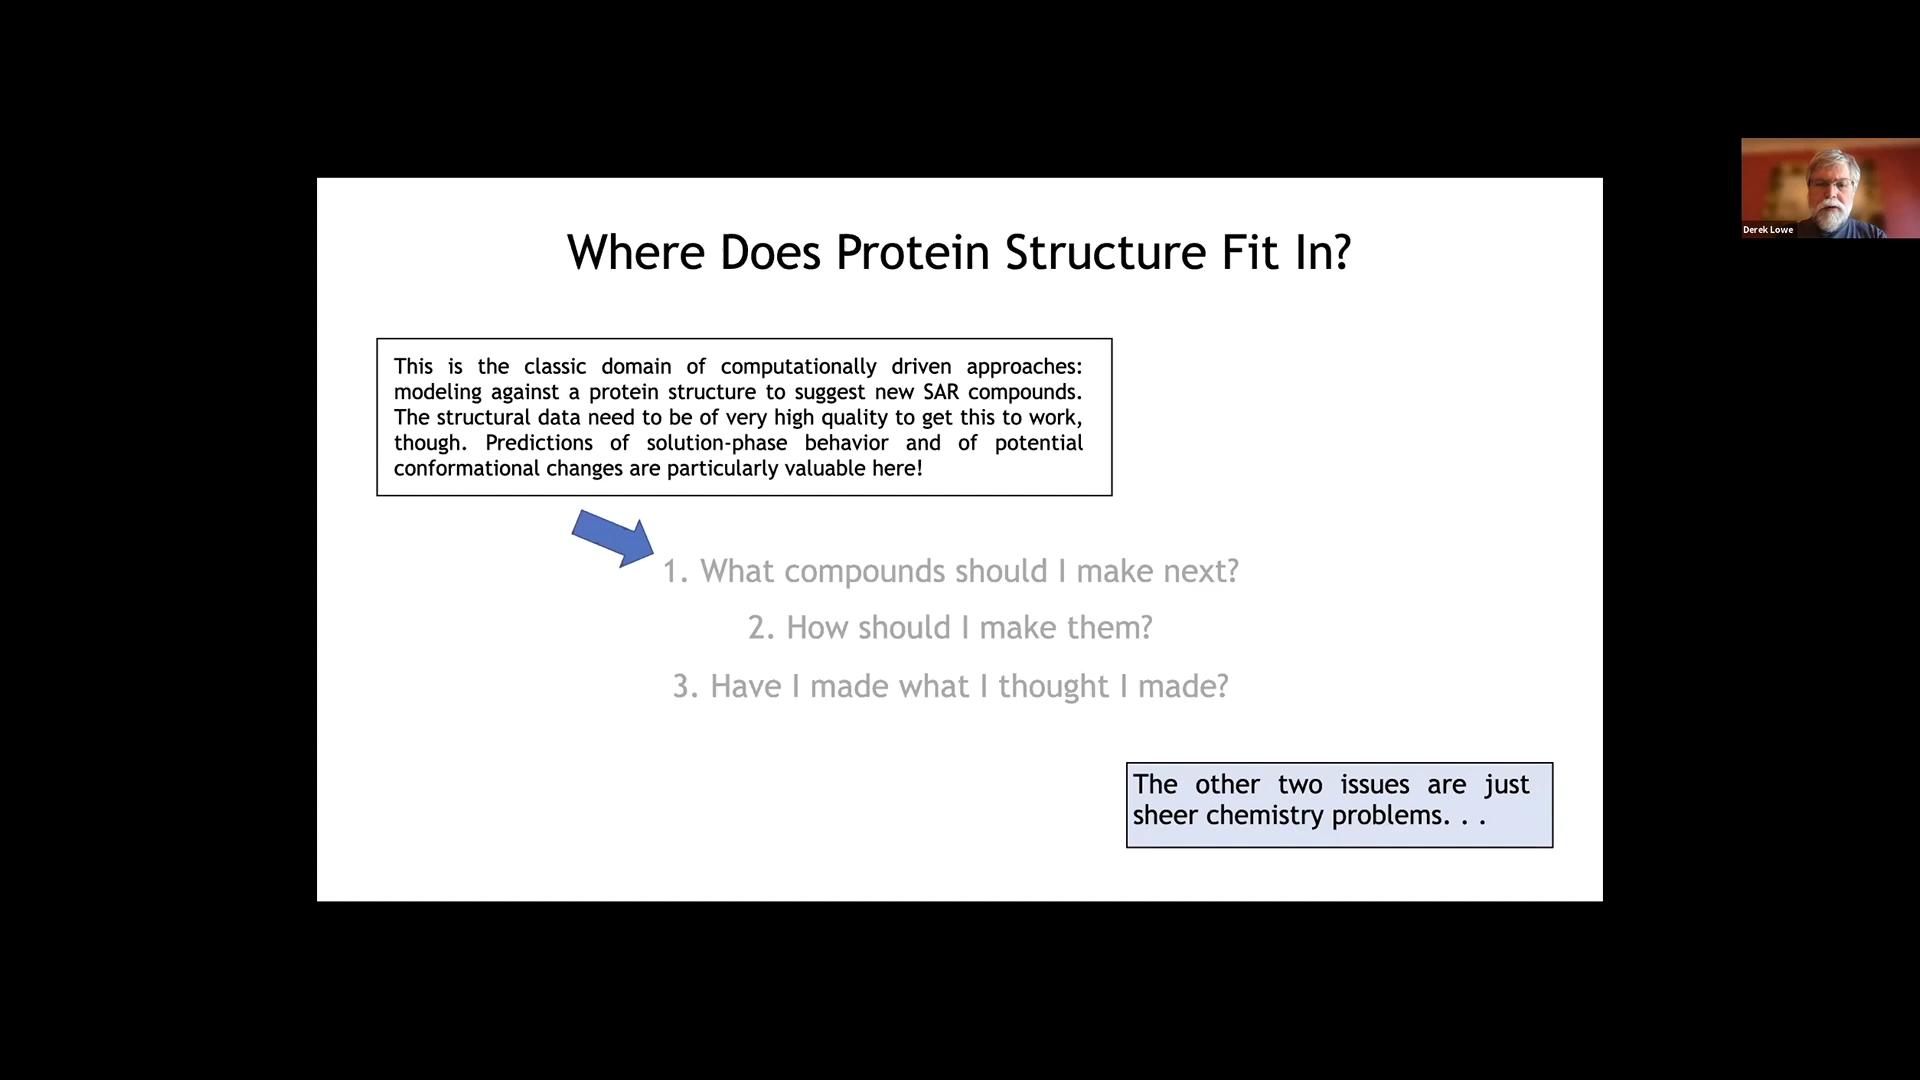 Where Does Protein Structure Fit In?
This is the classic domain of computationally driven approaches:
modeling against a protein structure to suggest new SAR compounds.
The structural data need to be of very high quality to get this to work,
though. Predictions of solution-phase behavior and of potential
conformational changes are particularly valuable here!
1. What compounds should I make next?
2. How should I make them?
3. Have I made what I thought I made?
The other two issues are just
sheer chemistry problems. . .
Derek Lowe